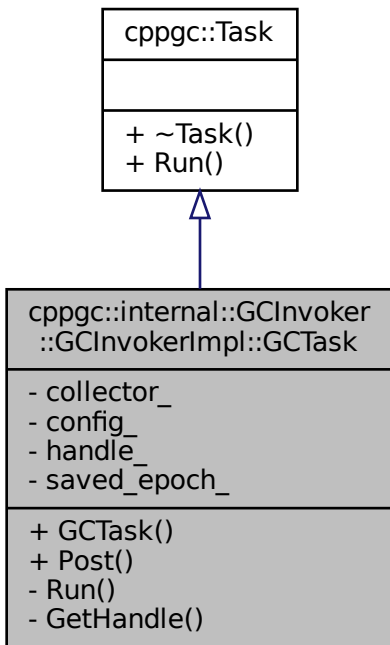 cppgc::Task
+ ~Task()
+ Run()
cppgc::internal::GCInvoker
::GCInvokerImpl::GCTask
- collector_
- config_
- handle_
- saved_epoch_
+ GCTask()
+ Post()
- Run()
- GetHandle()